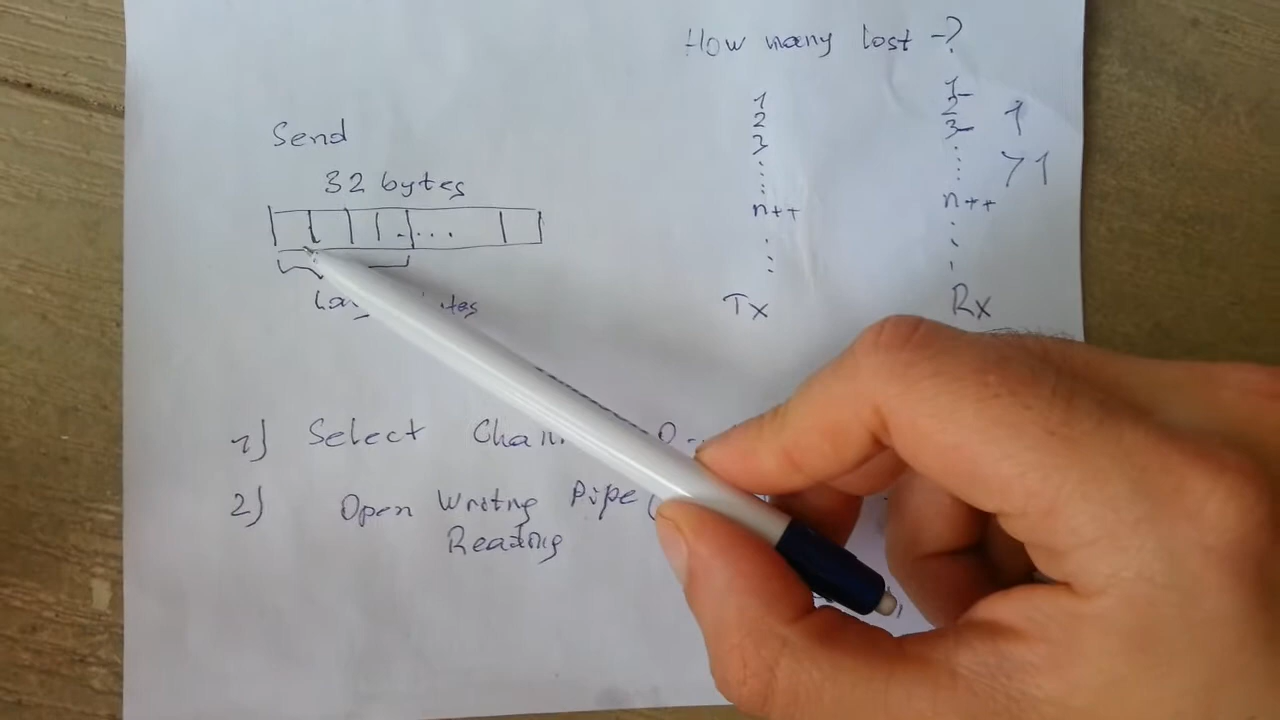 How many lost -?
1
2
3
n++
Tx
1
2
3
n++
Rx
1
>1
Send
32 bytes
1) Select
2) Open Writing Pipe (
Reading